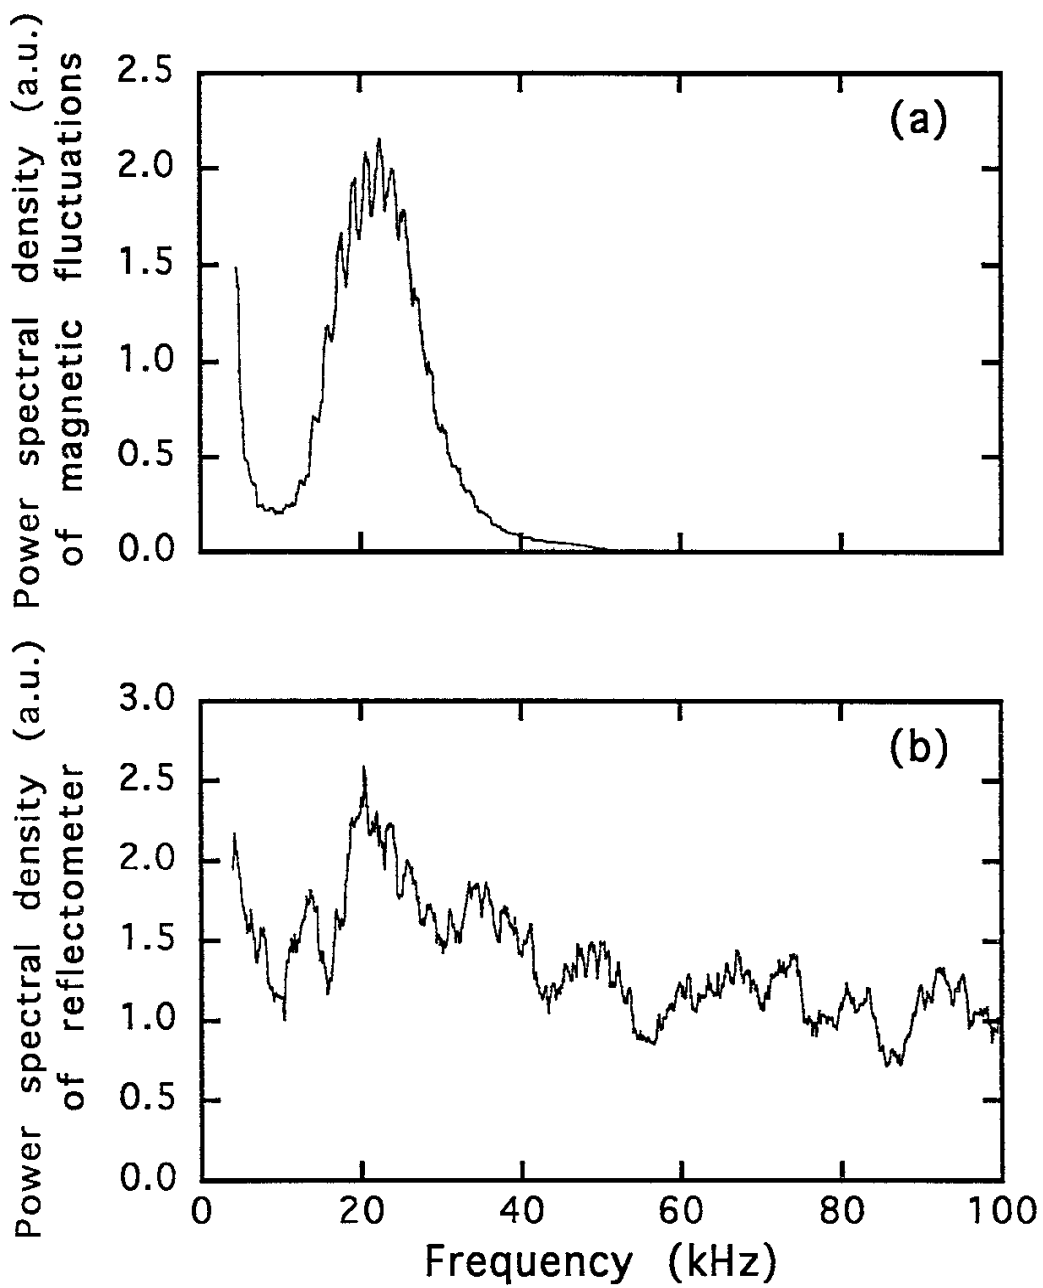 Power spectral density (a.u.)
of magnetic fluctuations
2.5
2.0
1.5
1.0
0.5
0.0
(a)
Power spectral density (a.u.)
of reflectometer
3.0
2.5
2.0
1.5
1.0
0.5
0.0
(b)
0 20 40 60 80 100
Frequency (kHz)